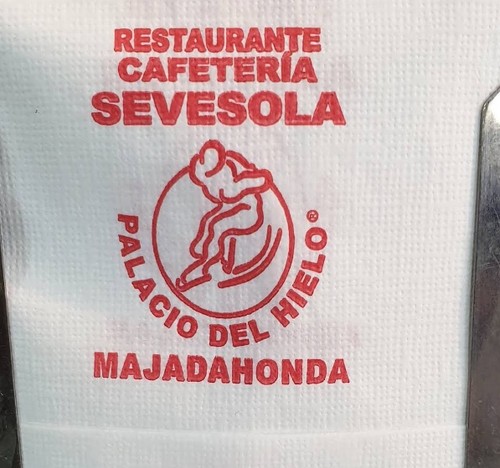 RESTAURANTE
CAFETERÍA
SEVESOLA
PALACIO DEL HIELO®
MAJADAHONDA